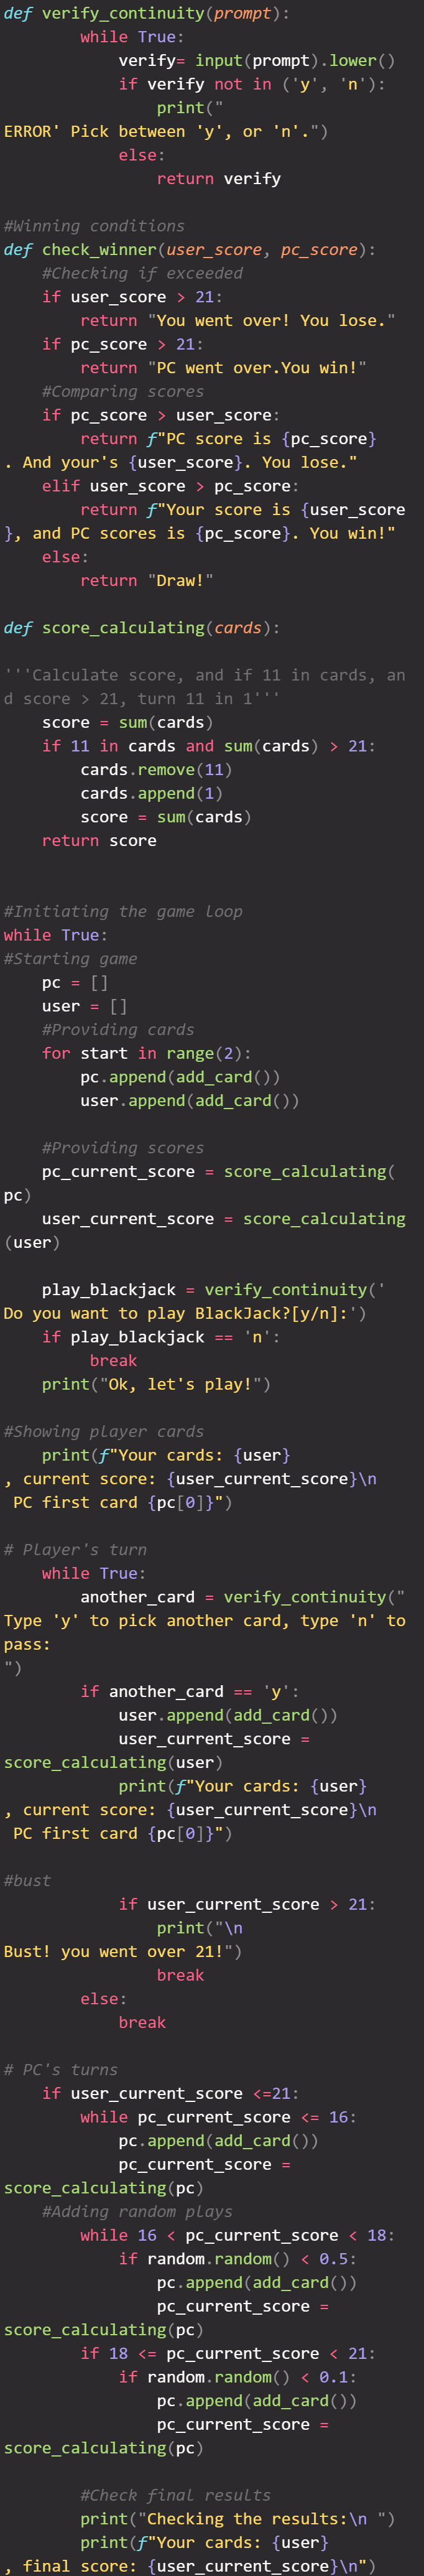 def verify_continuity(prompt):
        while True:
            verify= input(prompt).lower()
            if verify not in ('y', 'n'):
                print("
ERROR' Pick between 'y', or 'n'.")
            else:
                return verify

#Winning conditions
def check_winner(user_score, pc_score):
    #Checking if exceeded
    if user_score > 21:
        return "You went over! You lose."
    if pc_score > 21:
        return "PC went over.You win!"
    #Comparing scores
    if pc_score > user_score:
        return f"PC score is {pc_score}
. And your's {user_score}. You lose."
    elif user_score > pc_score:
        return f"Your score is {user_score
}, and PC scores is {pc_score}. You win!"
    else:
        return "Draw!"

def score_calculating(cards):

'''Calculate score, and if 11 in cards, an
d score > 21, turn 11 in 1'''
    score = sum(cards)
    if 11 in cards and sum(cards) > 21:
        cards.remove(11)
        cards.append(1)
        score = sum(cards)
    return score


#Initiating the game loop
while True:
#Starting game
    pc = []
    user = []
    #Providing cards
    for start in range(2):
        pc.append(add_card())
        user.append(add_card())

    #Providing scores
    pc_current_score = score_calculating(
pc)
    user_current_score = score_calculating
(user)

    play_blackjack = verify_continuity('
Do you want to play BlackJack?[y/n]:')
    if play_blackjack == 'n':
         break
    print("Ok, let's play!")

#Showing player cards
    print(f"Your cards: {user}
, current score: {user_current_score}\n
 PC first card {pc[0]}")

# Player's turn
    while True:
        another_card = verify_continuity("
Type 'y' to pick another card, type 'n' to
pass:
")
        if another_card == 'y':
            user.append(add_card())
            user_current_score =
score_calculating(user)
            print(f"Your cards: {user}
, current score: {user_current_score}\n
 PC first card {pc[0]}")

#bust
            if user_current_score > 21:
                print("\n
Bust! you went over 21!")
                break
        else:
            break

# PC's turns
    if user_current_score <=21:
        while pc_current_score <= 16:
            pc.append(add_card())
            pc_current_score =
score_calculating(pc)
    #Adding random plays
        while 16 < pc_current_score < 18:
            if random.random() < 0.5:
                pc.append(add_card())
                pc_current_score =
score_calculating(pc)
        if 18 <= pc_current_score < 21:
            if random.random() < 0.1:
                pc.append(add_card())
                pc_current_score =
score_calculating(pc)

        #Check final results
        print("Checking the results:\n ")
        print(f"Your cards: {user}
, final score: {user_current_score}\n")